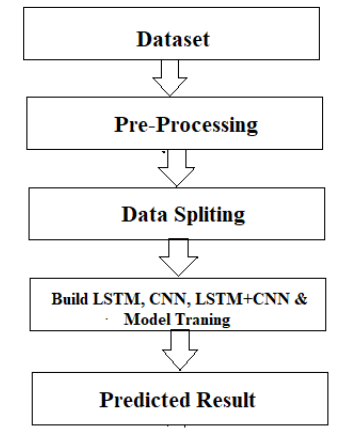 Dataset
Pre-Processing
Data Spliting
Build LSTM, CNN, LSTM+CNN &
Model Traning
Predicted Result